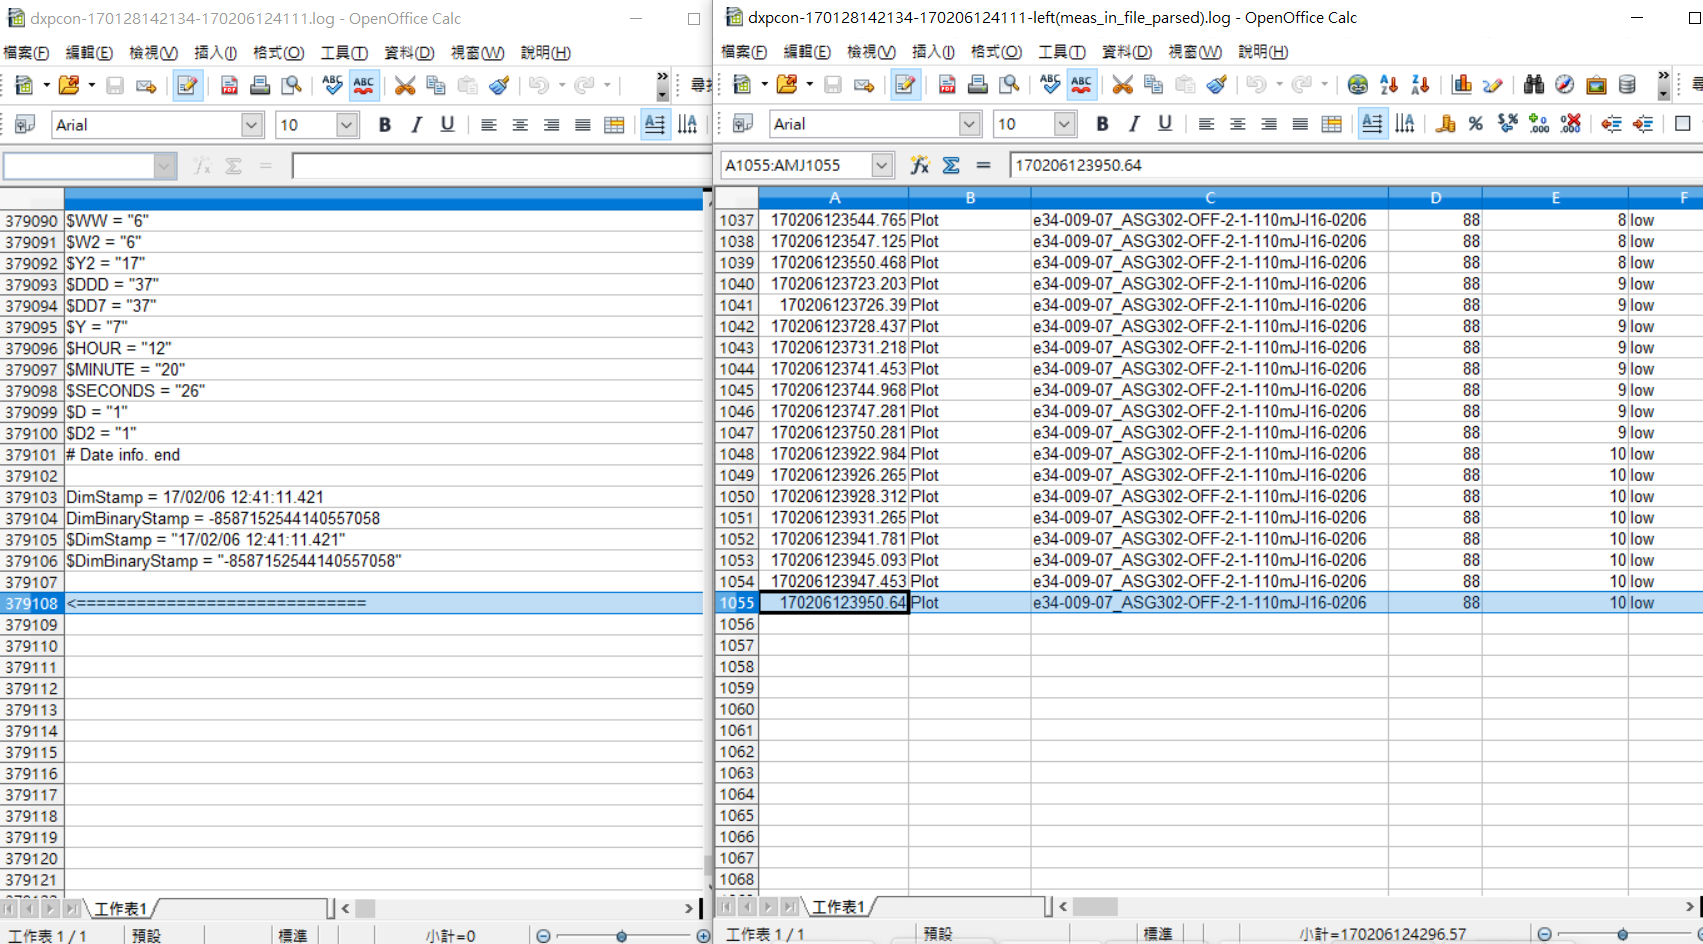 dxpcon-170128142134-170206124111.log - OpenOffice Calc
檔案(F) 編輯(E) 檢視(V) 插入(I) 格式(O) 工具(T) 資料(D) 視窗(W) 說明(H)
Arial 10
379090 $WW = "6"
379091 $W2 = "6"
379092 $Y2 = "17"
379093 $DDD = "37"
379094 $DD7 = "37"
379095 $Y = "7"
379096 $HOUR = "12"
379097 $MINUTE = "20"
379098 $SECONDS = "26"
379099 $D = "1"
379100 $D2 = "1"
379101 # Date info. end
379102
379103 DimStamp = 17/02/06 12:41:11.421
379104 DimBinaryStamp = -8587152544140557058
379105 $DimStamp = "17/02/06 12:41:11.421"
379106 $DimBinaryStamp = "-8587152544140557058"
379107
379108 <=============================
379109
379110
379111
379112
379113
379114
379115
379116
379117
379118
379119
379120
379121
工作表1
工作表 1 / 1 預設 標準 小計=0
dxpcon-170128142134-170206124111-left(meas_in_file_parsed).log - OpenOffice Calc
檔案(F) 編輯(E) 檢視(V) 插入(I) 格式(O) 工具(T) 資料(D) 視窗(W) 說明(H)
Arial 10
A1055:AMJ1055 170206123950.64
A B C D E F
1037 170206123544.765 Plot e34-009-07_ASG302-OFF-2-1-110mJ-I16-0206 88 8 low
1038 170206123547.125 Plot e34-009-07_ASG302-OFF-2-1-110mJ-I16-0206 88 8 low
1039 170206123550.468 Plot e34-009-07_ASG302-OFF-2-1-110mJ-I16-0206 88 8 low
1040 170206123723.203 Plot e34-009-07_ASG302-OFF-2-1-110mJ-I16-0206 88 9 low
1041 170206123726.39 Plot e34-009-07_ASG302-OFF-2-1-110mJ-I16-0206 88 9 low
1042 170206123728.437 Plot e34-009-07_ASG302-OFF-2-1-110mJ-I16-0206 88 9 low
1043 170206123731.218 Plot e34-009-07_ASG302-OFF-2-1-110mJ-I16-0206 88 9 low
1044 170206123741.453 Plot e34-009-07_ASG302-OFF-2-1-110mJ-I16-0206 88 9 low
1045 170206123744.968 Plot e34-009-07_ASG302-OFF-2-1-110mJ-I16-0206 88 9 low
1046 170206123747.281 Plot e34-009-07_ASG302-OFF-2-1-110mJ-I16-0206 88 9 low
1047 170206123750.281 Plot e34-009-07_ASG302-OFF-2-1-110mJ-I16-0206 88 9 low
1048 170206123922.984 Plot e34-009-07_ASG302-OFF-2-1-110mJ-I16-0206 88 10 low
1049 170206123926.265 Plot e34-009-07_ASG302-OFF-2-1-110mJ-I16-0206 88 10 low
1050 170206123928.312 Plot e34-009-07_ASG302-OFF-2-1-110mJ-I16-0206 88 10 low
1051 170206123931.265 Plot e34-009-07_ASG302-OFF-2-1-110mJ-I16-0206 88 10 low
1052 170206123941.781 Plot e34-009-07_ASG302-OFF-2-1-110mJ-I16-0206 88 10 low
1053 170206123945.093 Plot e34-009-07_ASG302-OFF-2-1-110mJ-I16-0206 88 10 low
1054 170206123947.453 Plot e34-009-07_ASG302-OFF-2-1-110mJ-I16-0206 88 10 low
1055 170206123950.64 Plot e34-009-07_ASG302-OFF-2-1-110mJ-I16-0206 88 10 low
1056
1057
1058
1059
1060
1061
1062
1063
1064
1065
1066
1067
1068
工作表1
工作表 1 / 1 預設 標準 小計=170206124296.57